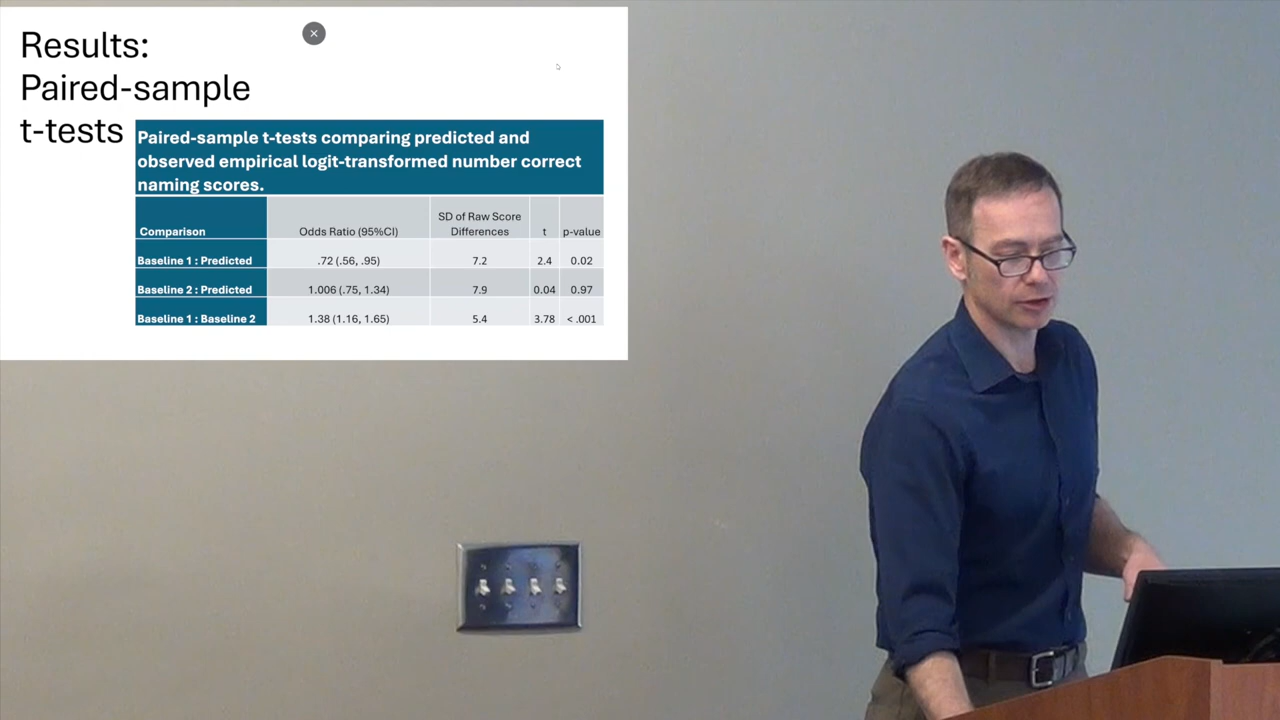 Results:
Paired-sample
t-tests
Paired-sample t-tests comparing predicted and
observed empirical logit-transformed number correct
naming scores.
Comparison Odds Ratio (95%CI) SD of Raw Score Differences t p-value
Baseline 1 : Predicted .72 (.56, .95) 7.2 2.4 0.02
Baseline 2 : Predicted 1.006 (.75, 1.34) 7.9 0.04 0.97
Baseline 1 : Baseline 2 1.38 (1.16, 1.65) 5.4 3.78 < .001